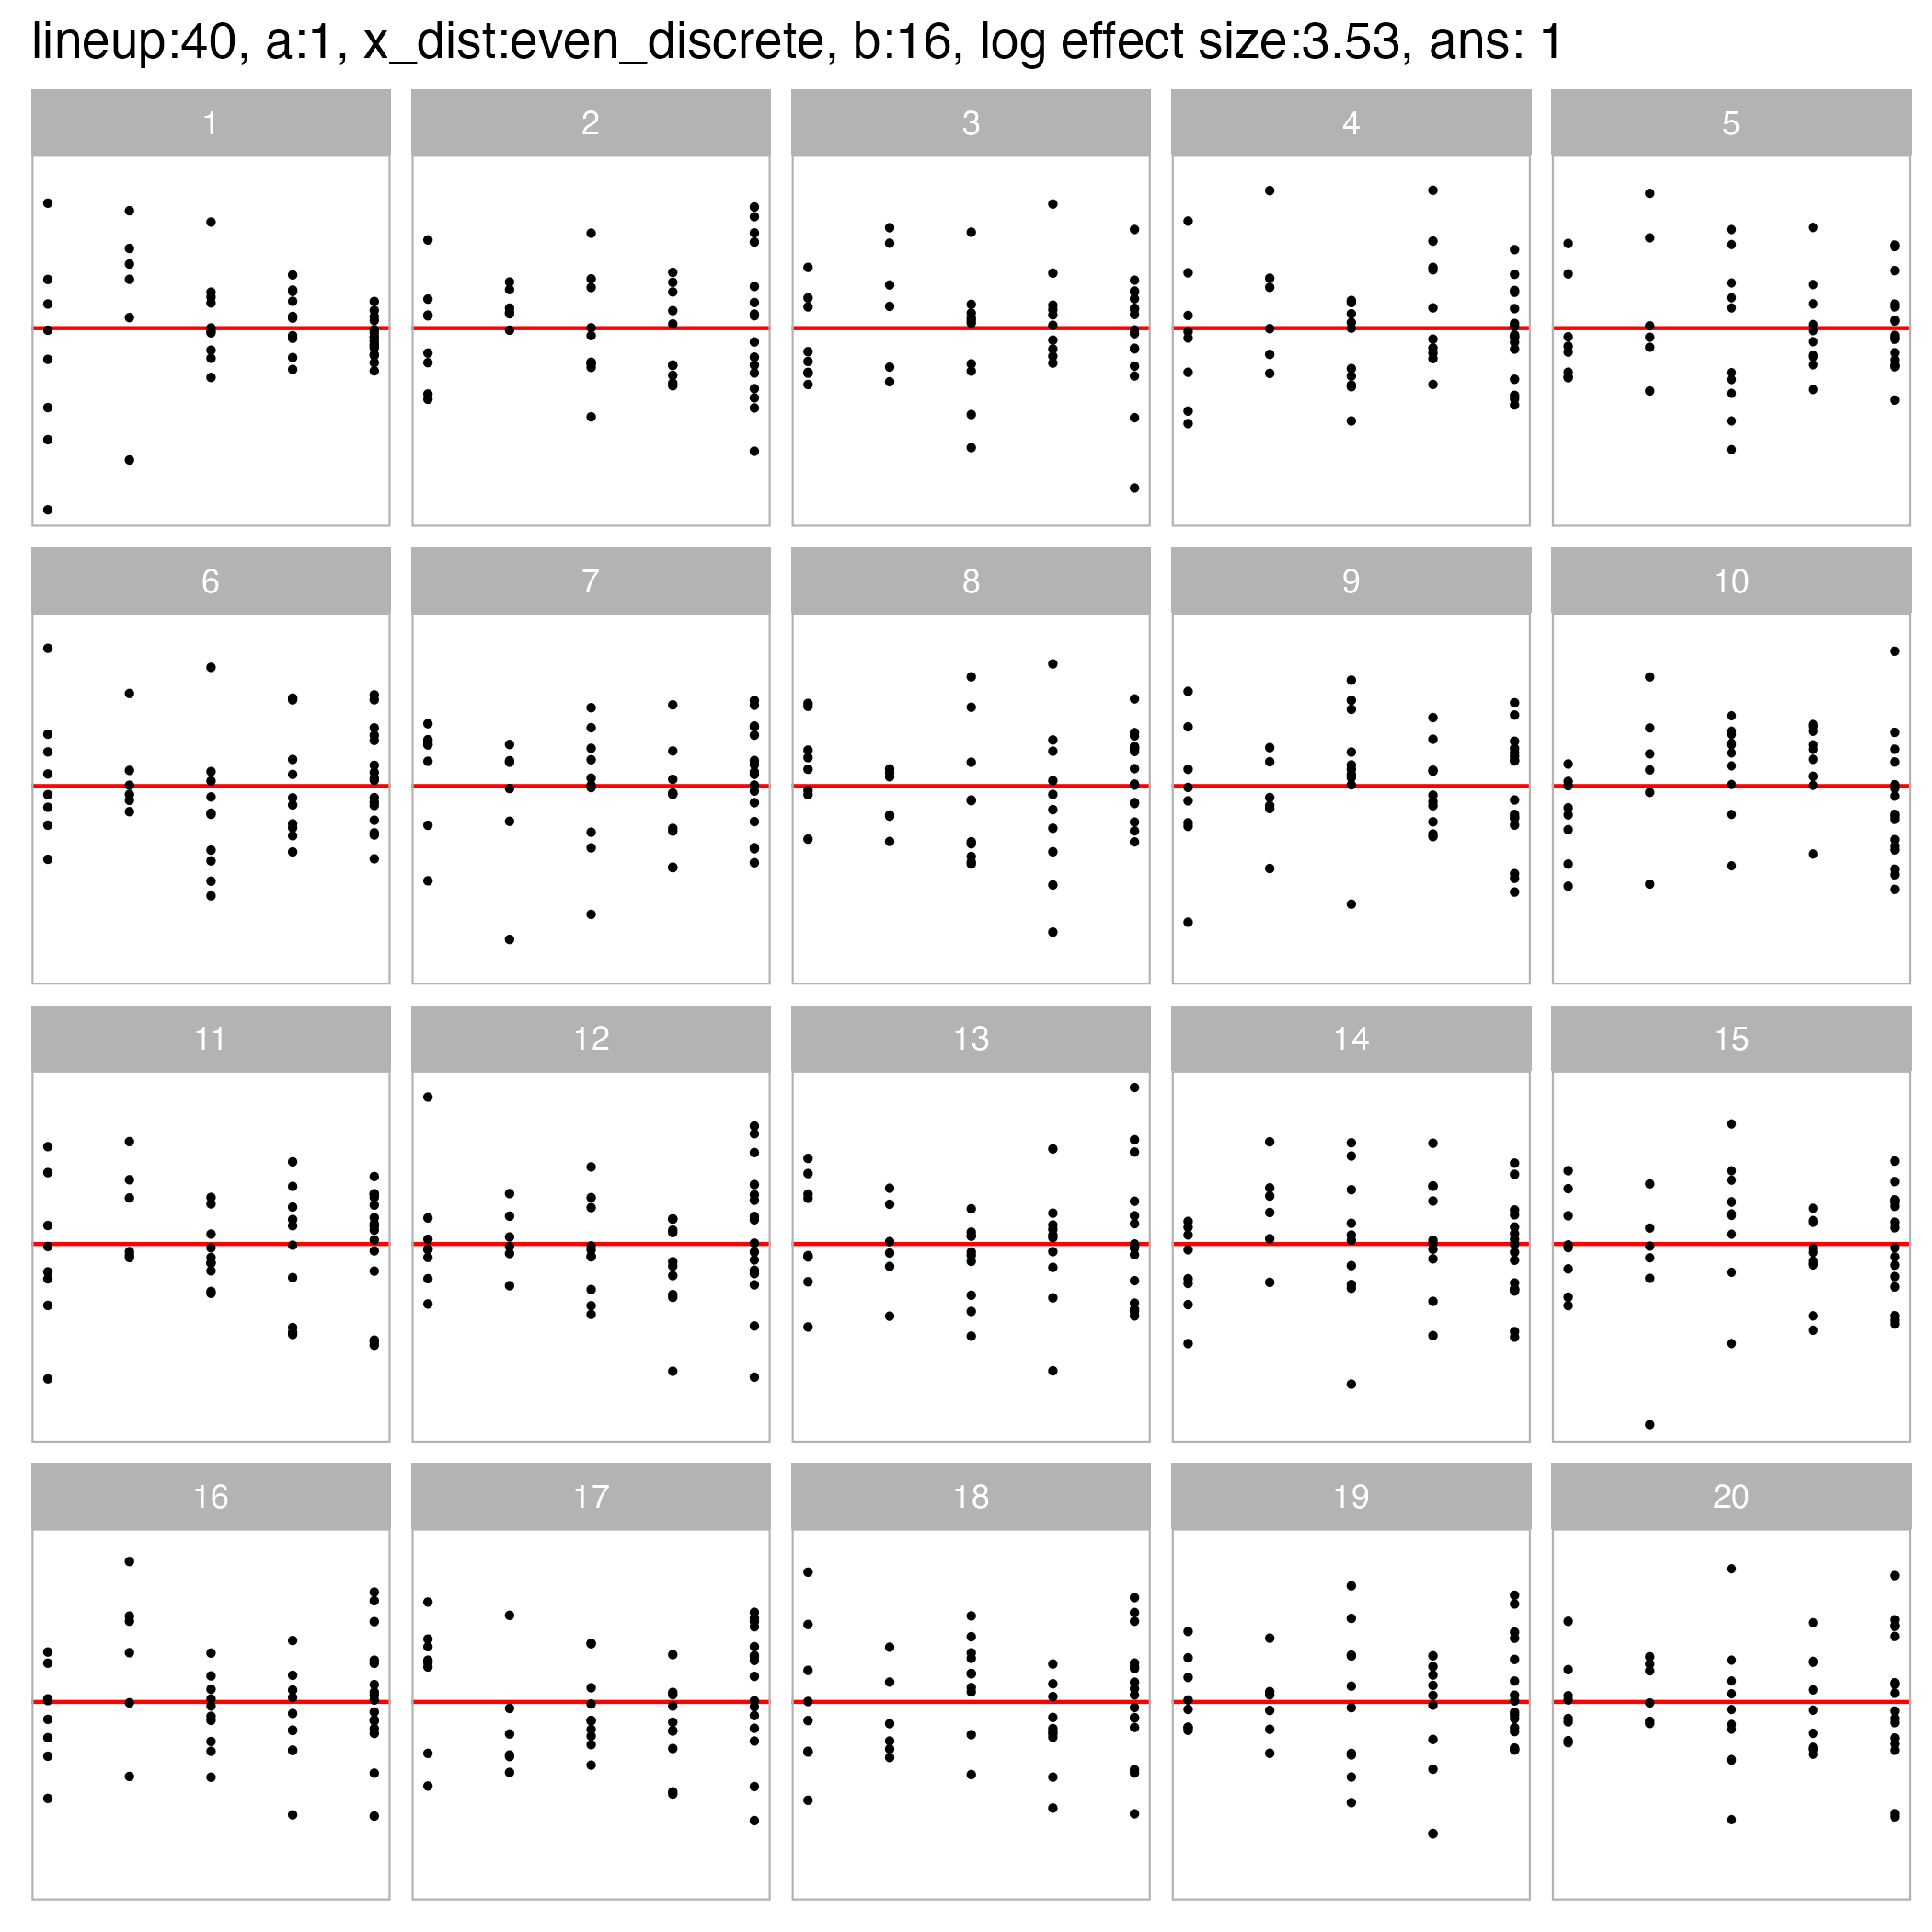 lineup:40, a:1, x_dist:even_discrete, b:16, log effect size:3.53, ans: 1
1 2 3 4 5
6 7 8 9 10
11 12 13 14 15
16 17 18 19 20